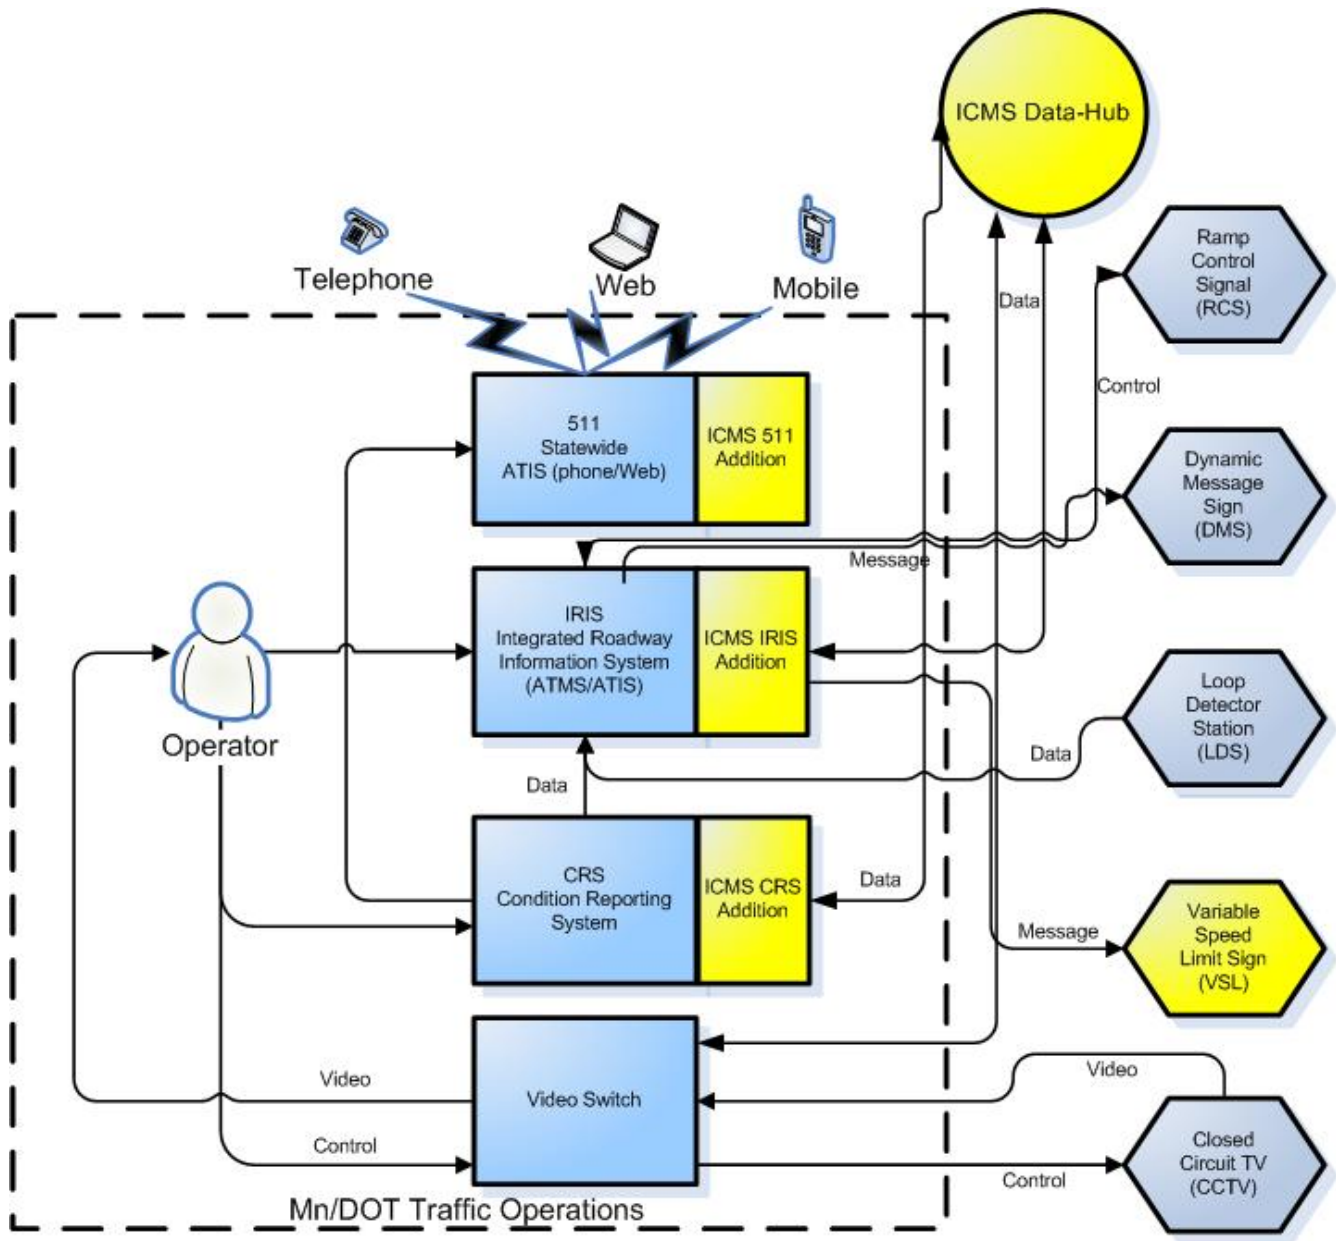 ICMS Data-Hub
Telephone
Web
Mobile
Ramp
Control
Signal
(RCS)
Data
Control
511
Statewide
ATIS (phone/Web)
ICMS 511
Addition
Dynamic
Message
Sign
(DMS)
Message
IRIS
Integrated Roadway
Information System
(ATMS/ATIS)
ICMS IRIS
Addition
Operator
Loop
Detector
Station
(LDS)
Data
Data
CRS
Condition Reporting
System
ICMS CRS
Addition
Data
Variable
Speed
Limit Sign
(VSL)
Message
Video
Video Switch
Video
Control
Control
Closed
Circuit TV
(CCTV)
Mn/DOT Traffic Operations